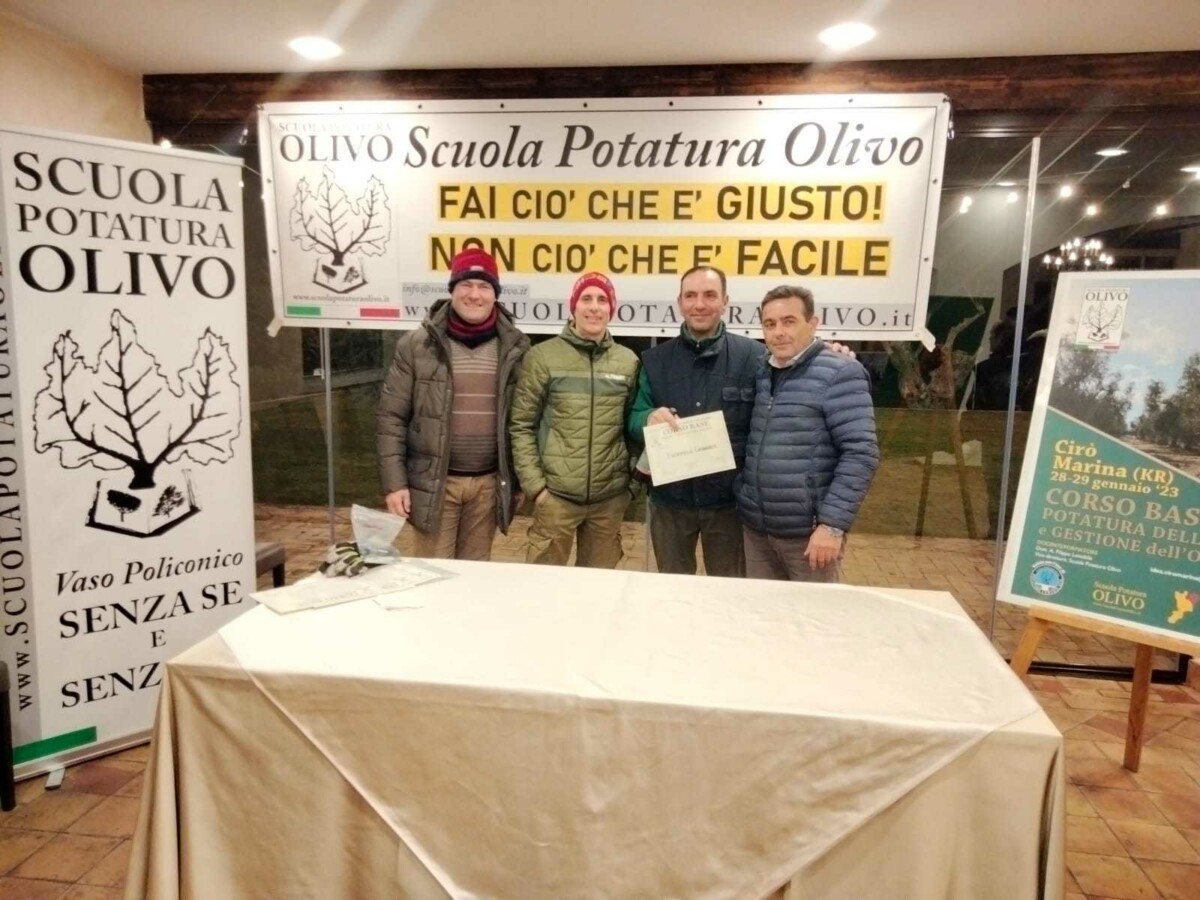 SCUOLA
POTATURA
OLIVO
Vaso Policonico
SENZA SE
E
SENZ
SCUOLA POTATURA
OLIVO
www.scuolapotaturaolivo.it
Scuola Potatura Olivo
FAI CIO' CHE E' GIUSTO!
NON CIO' CHE E' FACILE
CORSO BASE
OLIVO
Cirò
Marina (KR)
28-29 gennaio '23
CORSO BAS
POTATURA DELL
e GESTIONE dell'O
Scuola Potatura
OLIVO